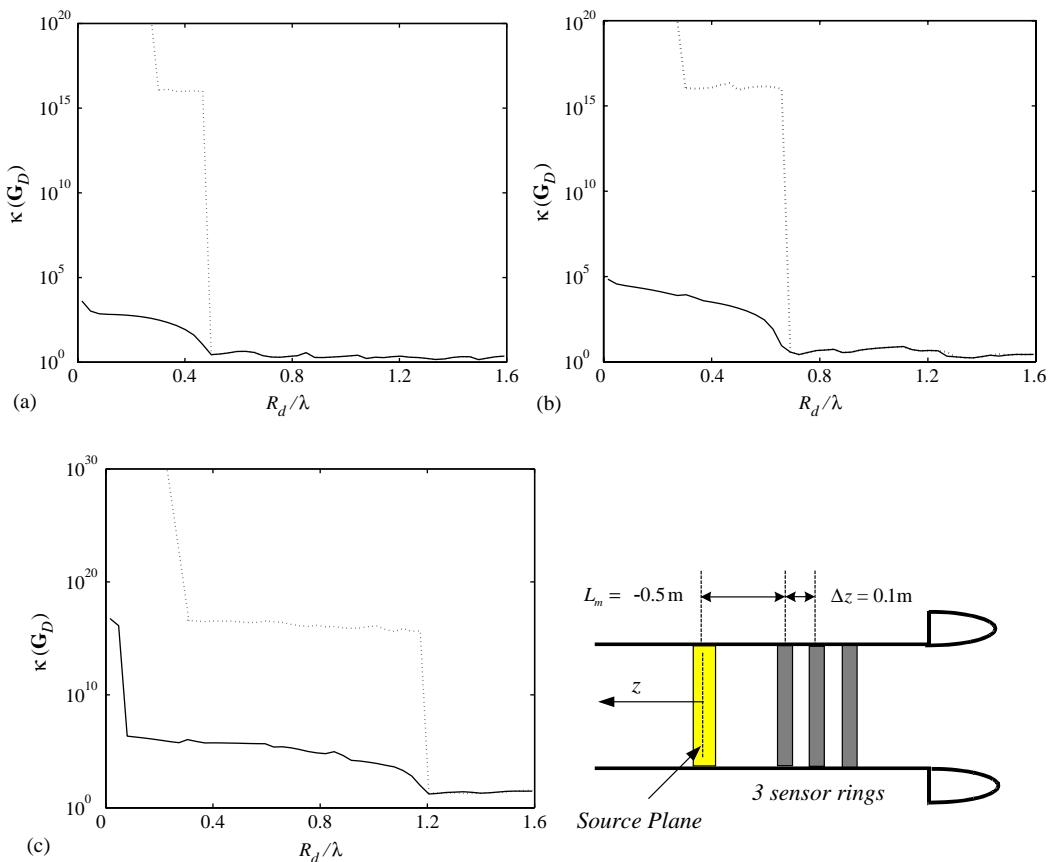 10^20
10^15
10^10
10^5
10^0
κ (G_D)
0 0.4 0.8 1.2 1.6
R_d/λ
(a)
10^20
10^15
10^10
10^5
10^0
κ (G_D)
0 0.4 0.8 1.2 1.6
R_d/λ
(b)
10^30
10^20
10^10
10^0
κ (G_D)
0 0.4 0.8 1.2 1.6
R_d/λ
(c)
L_m = -0.5 m
Δz = 0.1m
z
3 sensor rings
Source Plane